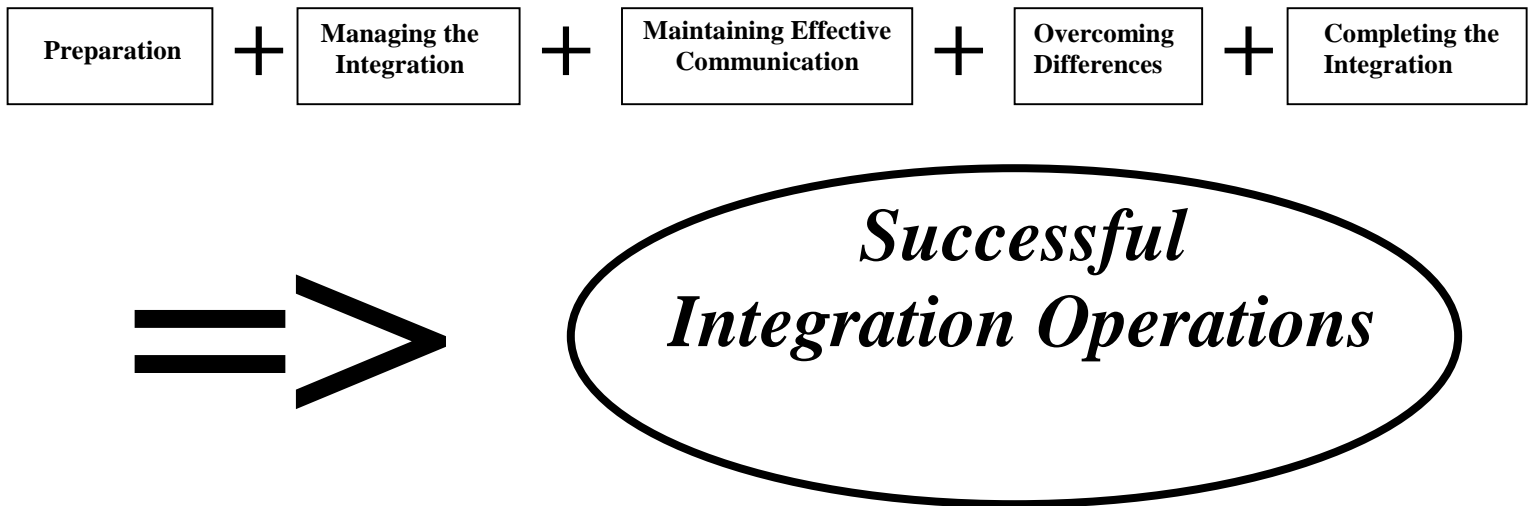 Preparation
+
Managing the
Integration
+
Maintaining Effective
Communication
+
Overcoming
Differences
+
Completing the
Integration
=>
Successful
Integration Operations